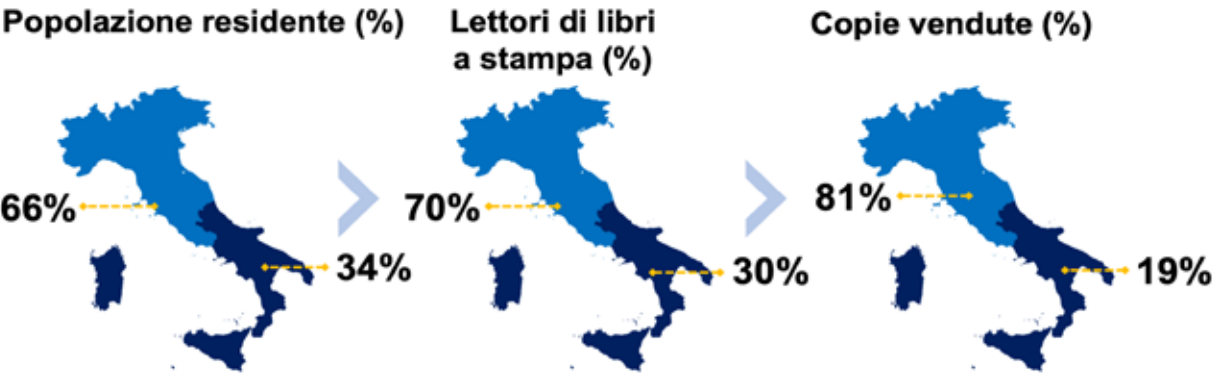 Popolazione residente (%)
Lettori di libri
a stampa (%)
Copie vendute (%)
66%
34%
70%
30%
81%
19%